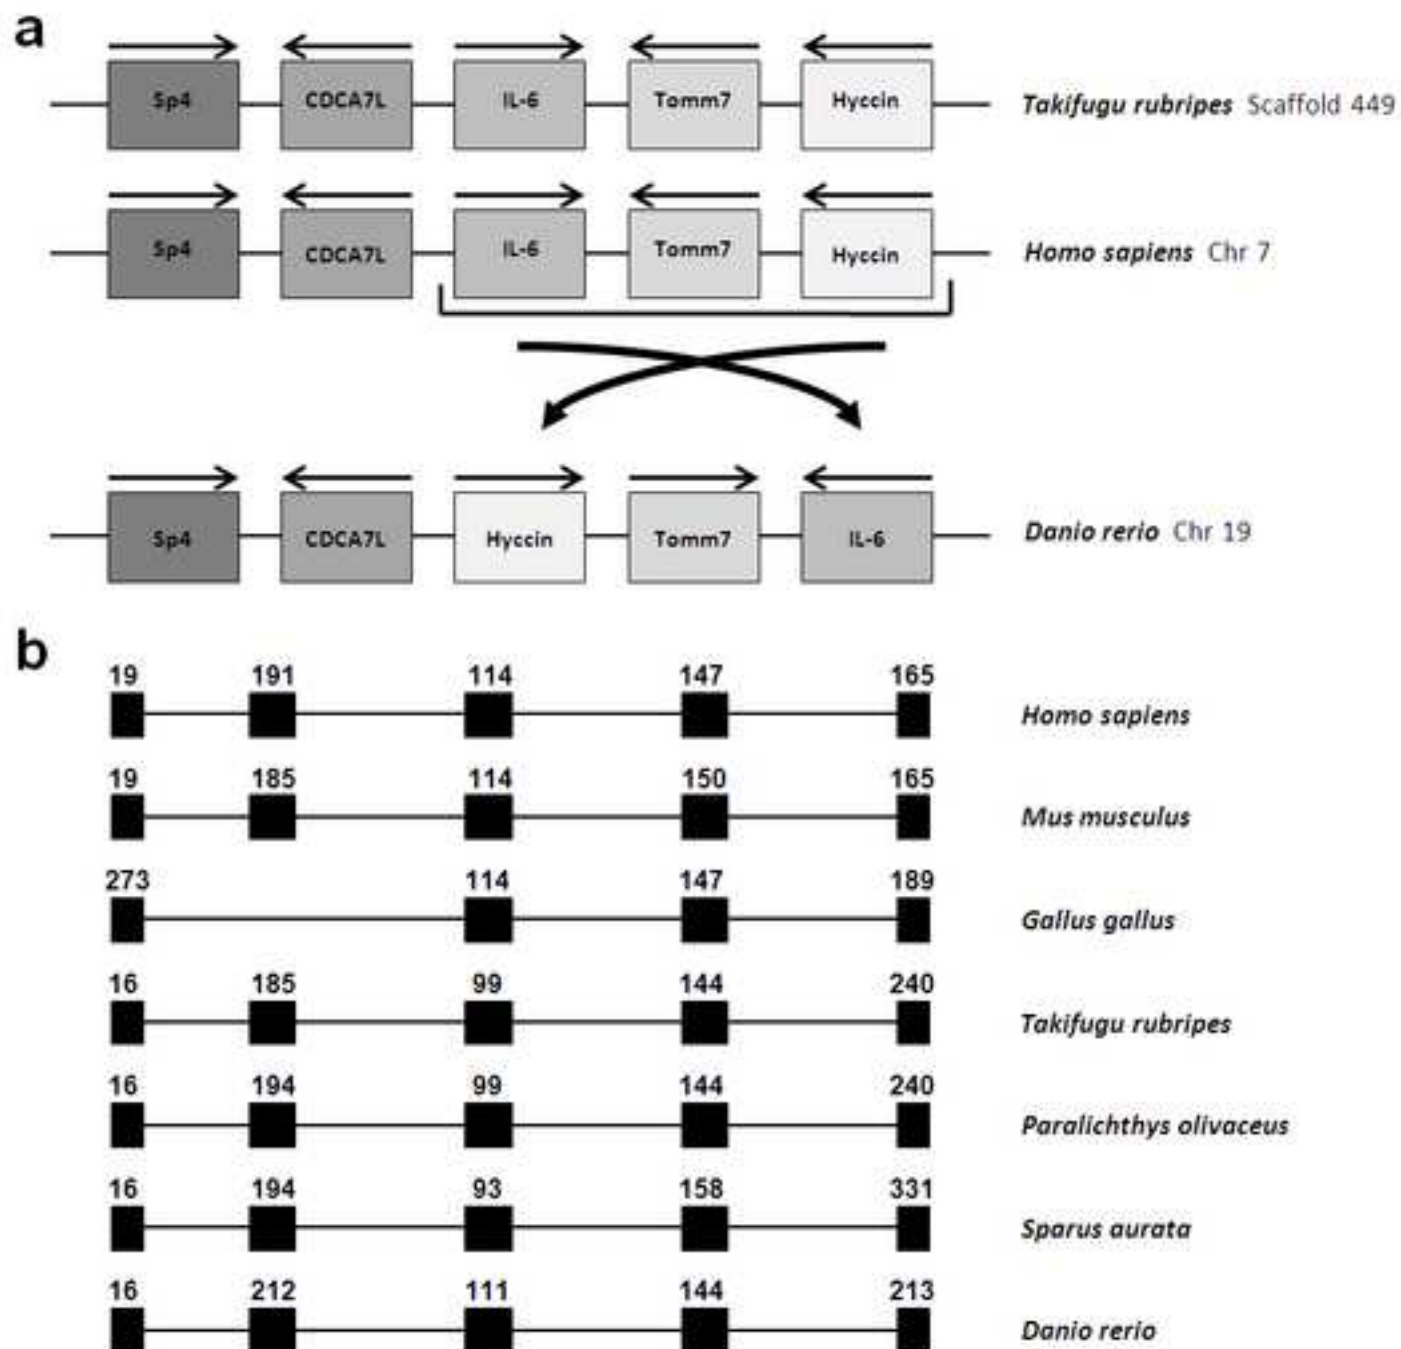 a
Sp4 CDCA7L IL-6 Tomm7 Hyccin Takifugu rubripes Scaffold 449
Sp4 CDCA7L IL-6 Tomm7 Hyccin Homo sapiens Chr 7
Sp4 CDCA7L Hyccin Tomm7 IL-6 Danio rerio Chr 19
b
19 191 114 147 165
Homo sapiens
19 185 114 150 165
Mus musculus
273 114 147 189
Gallus gallus
16 185 99 144 240
Takifugu rubripes
16 194 99 144 240
Paralichthys olivaceus
16 194 93 158 331
Sparus aurata
16 212 111 144 213
Danio rerio